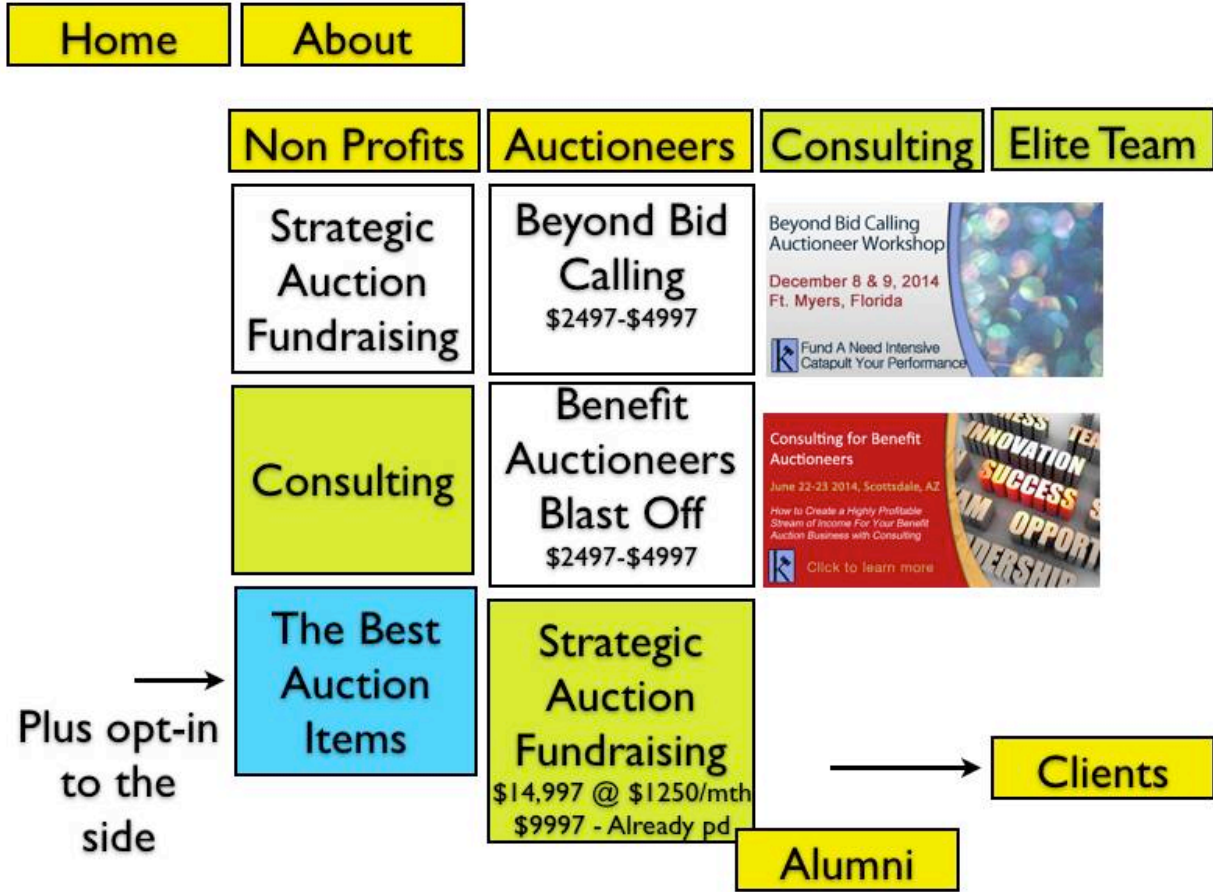 Home
About
Non Profits
Auctioneers
Consulting
Elite Team
Strategic
Auction
Fundraising
Beyond Bid
Calling
$2497-$4997
Beyond Bid Calling
Auctioneer Workshop
December 8 & 9, 2014
Ft. Myers, Florida
Fund A Need Intensive
Catapult Your Performance
Consulting
Benefit
Auctioneers
Blast Off
$2497-$4997
Consulting for Benefit
Auctioneers
June 22-23 2014, Scottsdale, AZ
How to Create a Highly Profitable
Stream of Income For Your Benefit
Auction Business with Consulting
Click to learn more
INNOVATION
SUCCESS
The Best
Auction
Items
Plus opt-in
to the
side
Strategic
Auction
Fundraising
$14,997 @ $1250/mth
$9997 - Already pd
Alumni
Clients